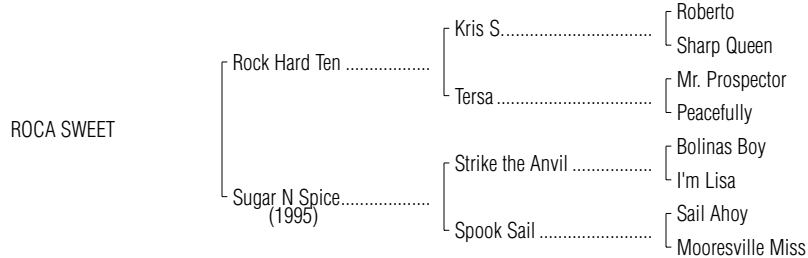 Roberto
Kris S.
Sharp Queen
Rock Hard Ten
Mr. Prospector
Tersa
Peacefully
ROCA SWEET
Bolinas Boy
Strike the Anvil
I'm Lisa
Sugar N Spice
(1995)
Sail Ahoy
Spook Sail
Mooresville Miss